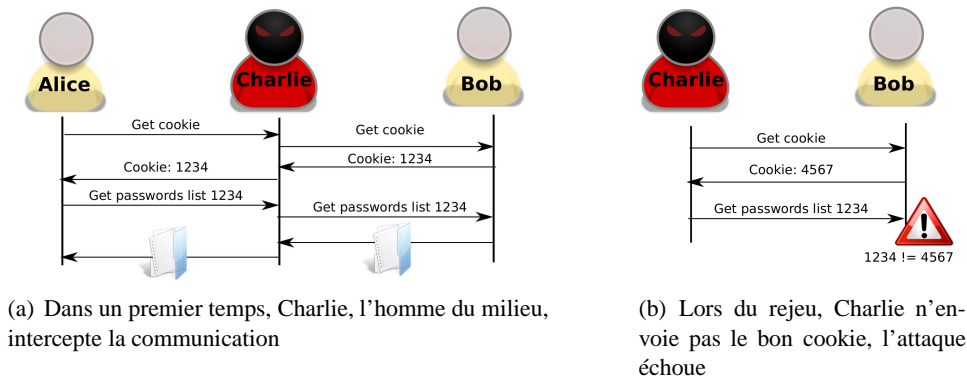 Alice
Charlie
Bob
Get cookie
Get cookie
Cookie: 1234
Cookie: 1234
Get passwords list 1234
Get passwords list 1234
(a) Dans un premier temps, Charlie, l'homme du milieu,
intercepte la communication
Charlie
Bob
Get cookie
Cookie: 4567
Get passwords list 1234
1234 != 4567
(b) Lors du rejeu, Charlie n'en-
voie pas le bon cookie, l'attaque
échoue